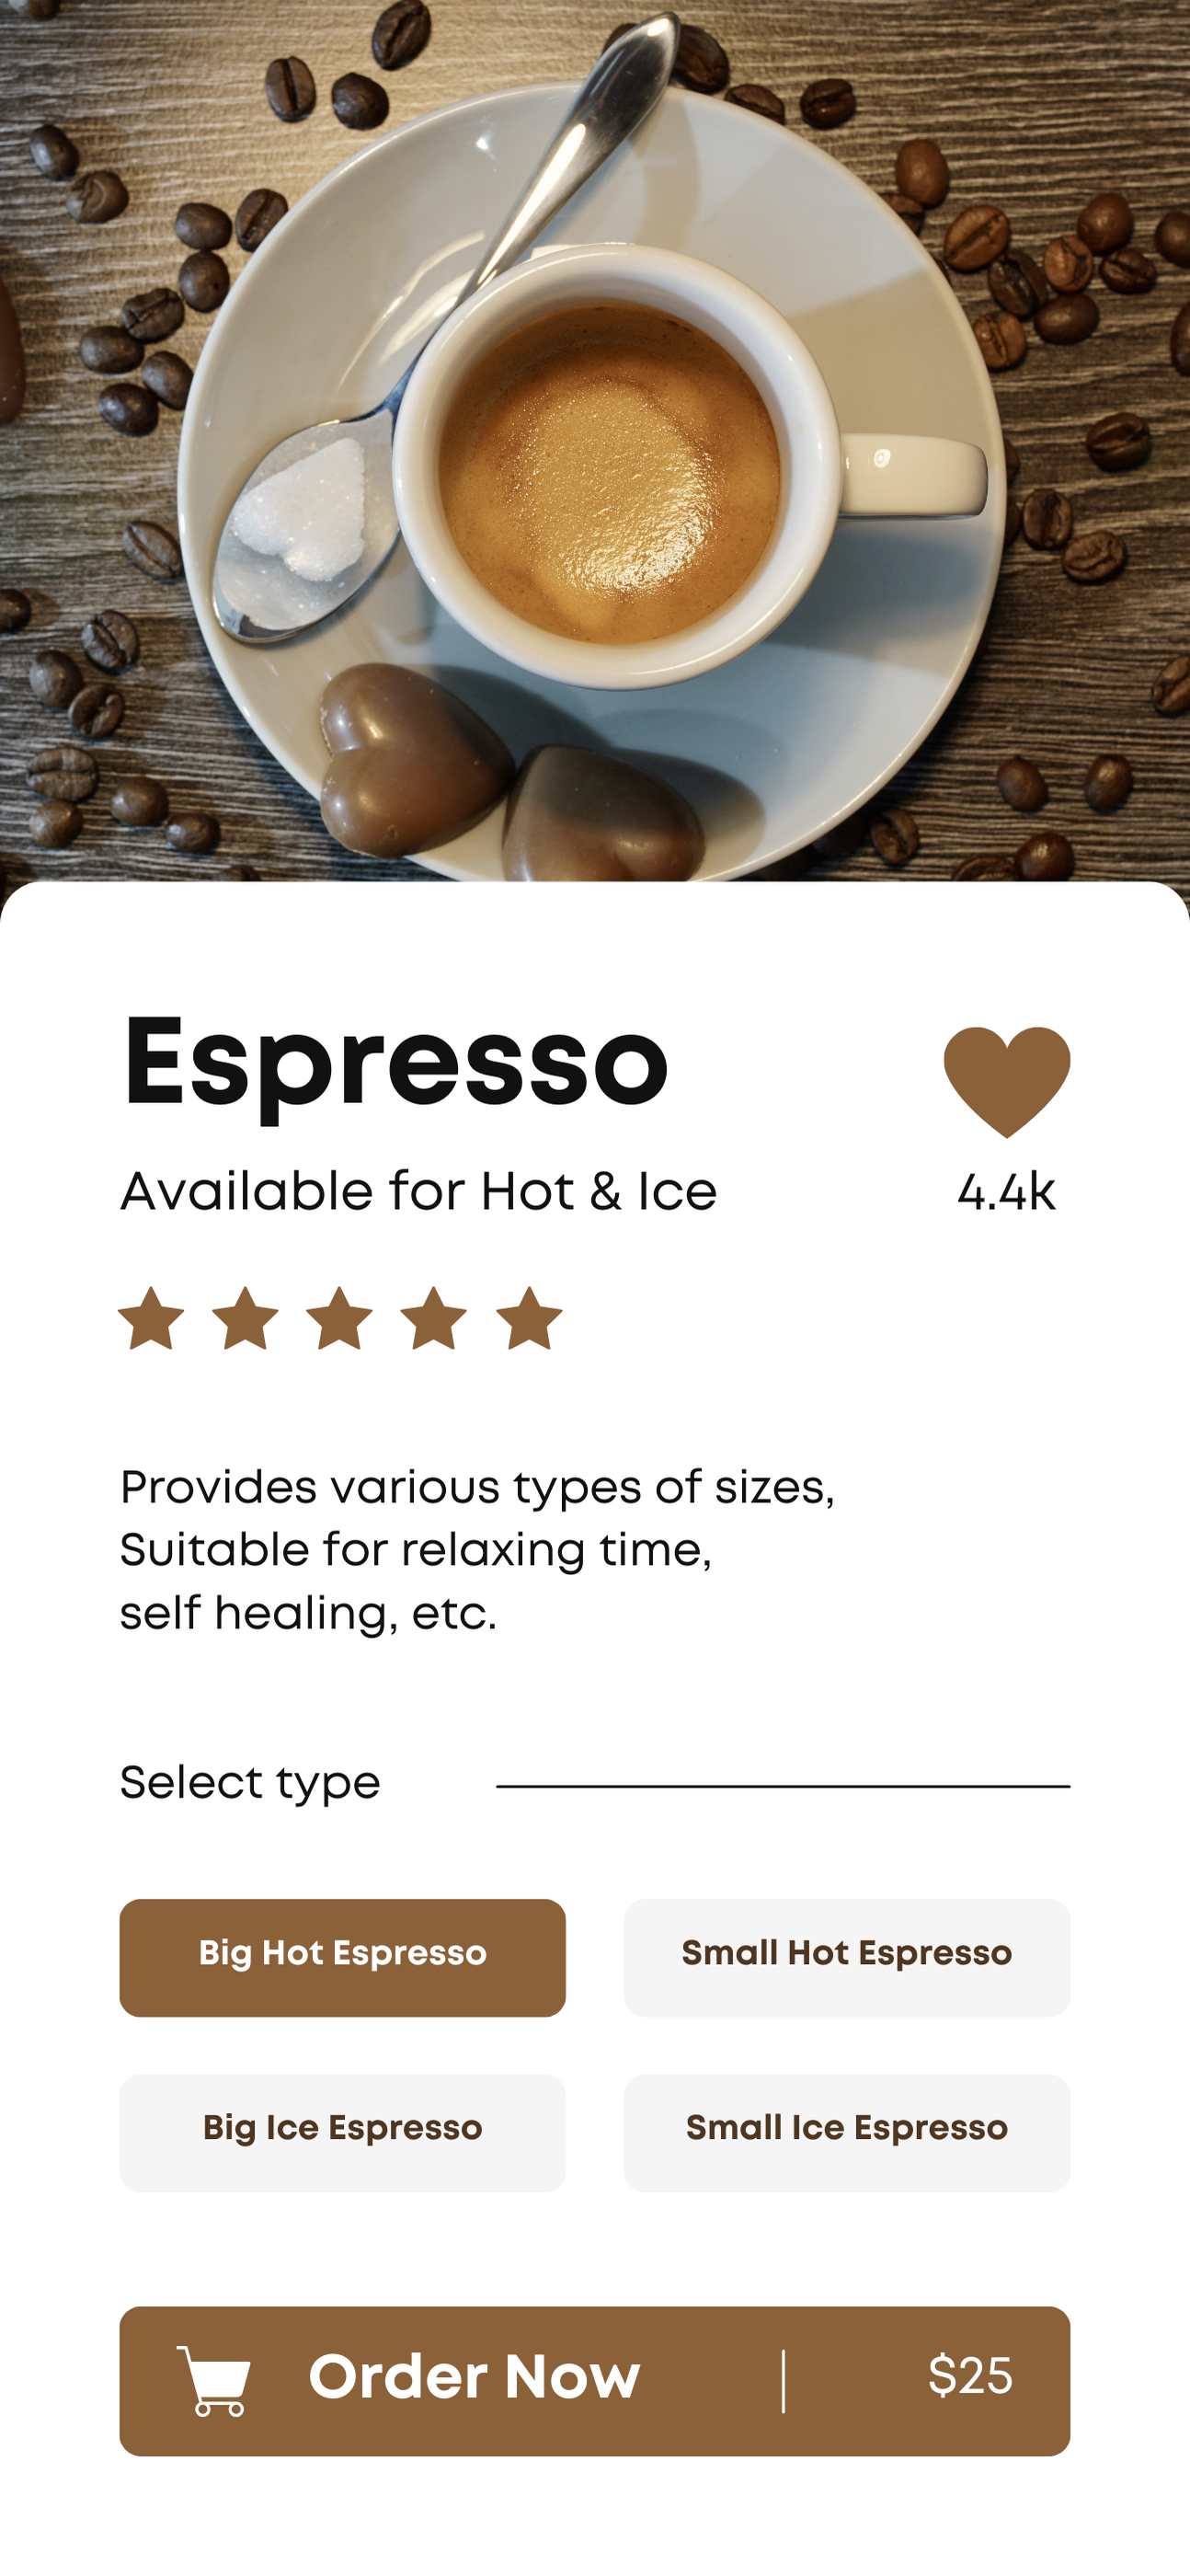 Espresso
Available for Hot & Ice
4.4k
Provides various types of sizes,
Suitable for relaxing time,
self healing, etc.
Select type
Big Hot Espresso
Small Hot Espresso
Big Ice Espresso
Small Ice Espresso
Order Now
$25